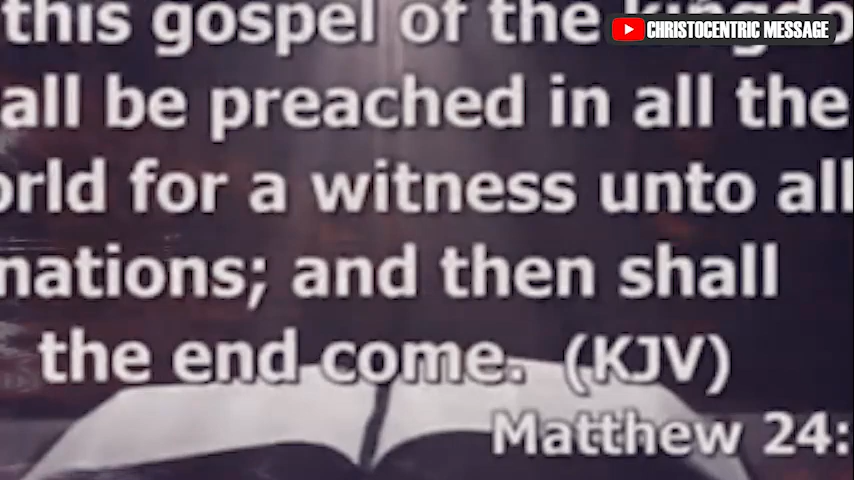 this gospel of the
CHRISTOCENTRIC MESSAGE
all be preached in all the
orld for a witness unto all
nations; and then shall
the end come. (KJV)
Matthew 24: